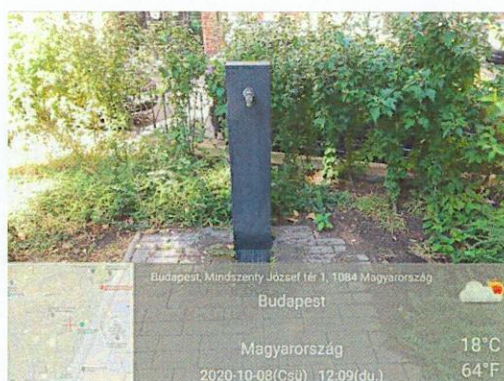 Budapest, Mindszenty József tér 1, 1084 Magyarország
Budapest
Magyarország
18°C
2020-10-08(Csü) 12:09(du.)
64°F